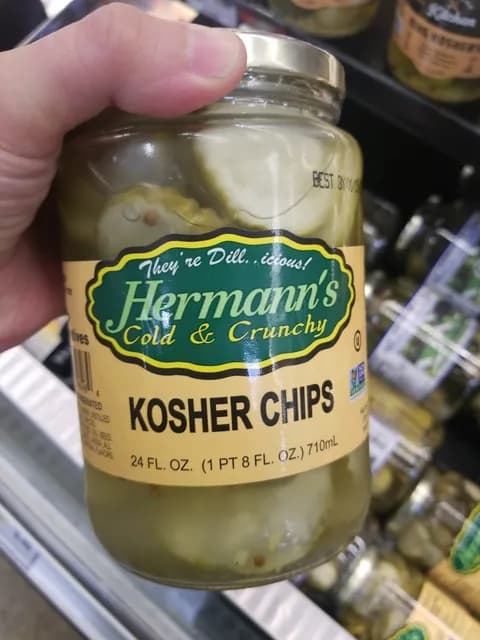 BEST BY
They're Dill..icious!
Hermann's
Cold & Crunchy
KOSHER CHIPS
24 FL. OZ. (1 PT 8 FL. OZ.) 710mL